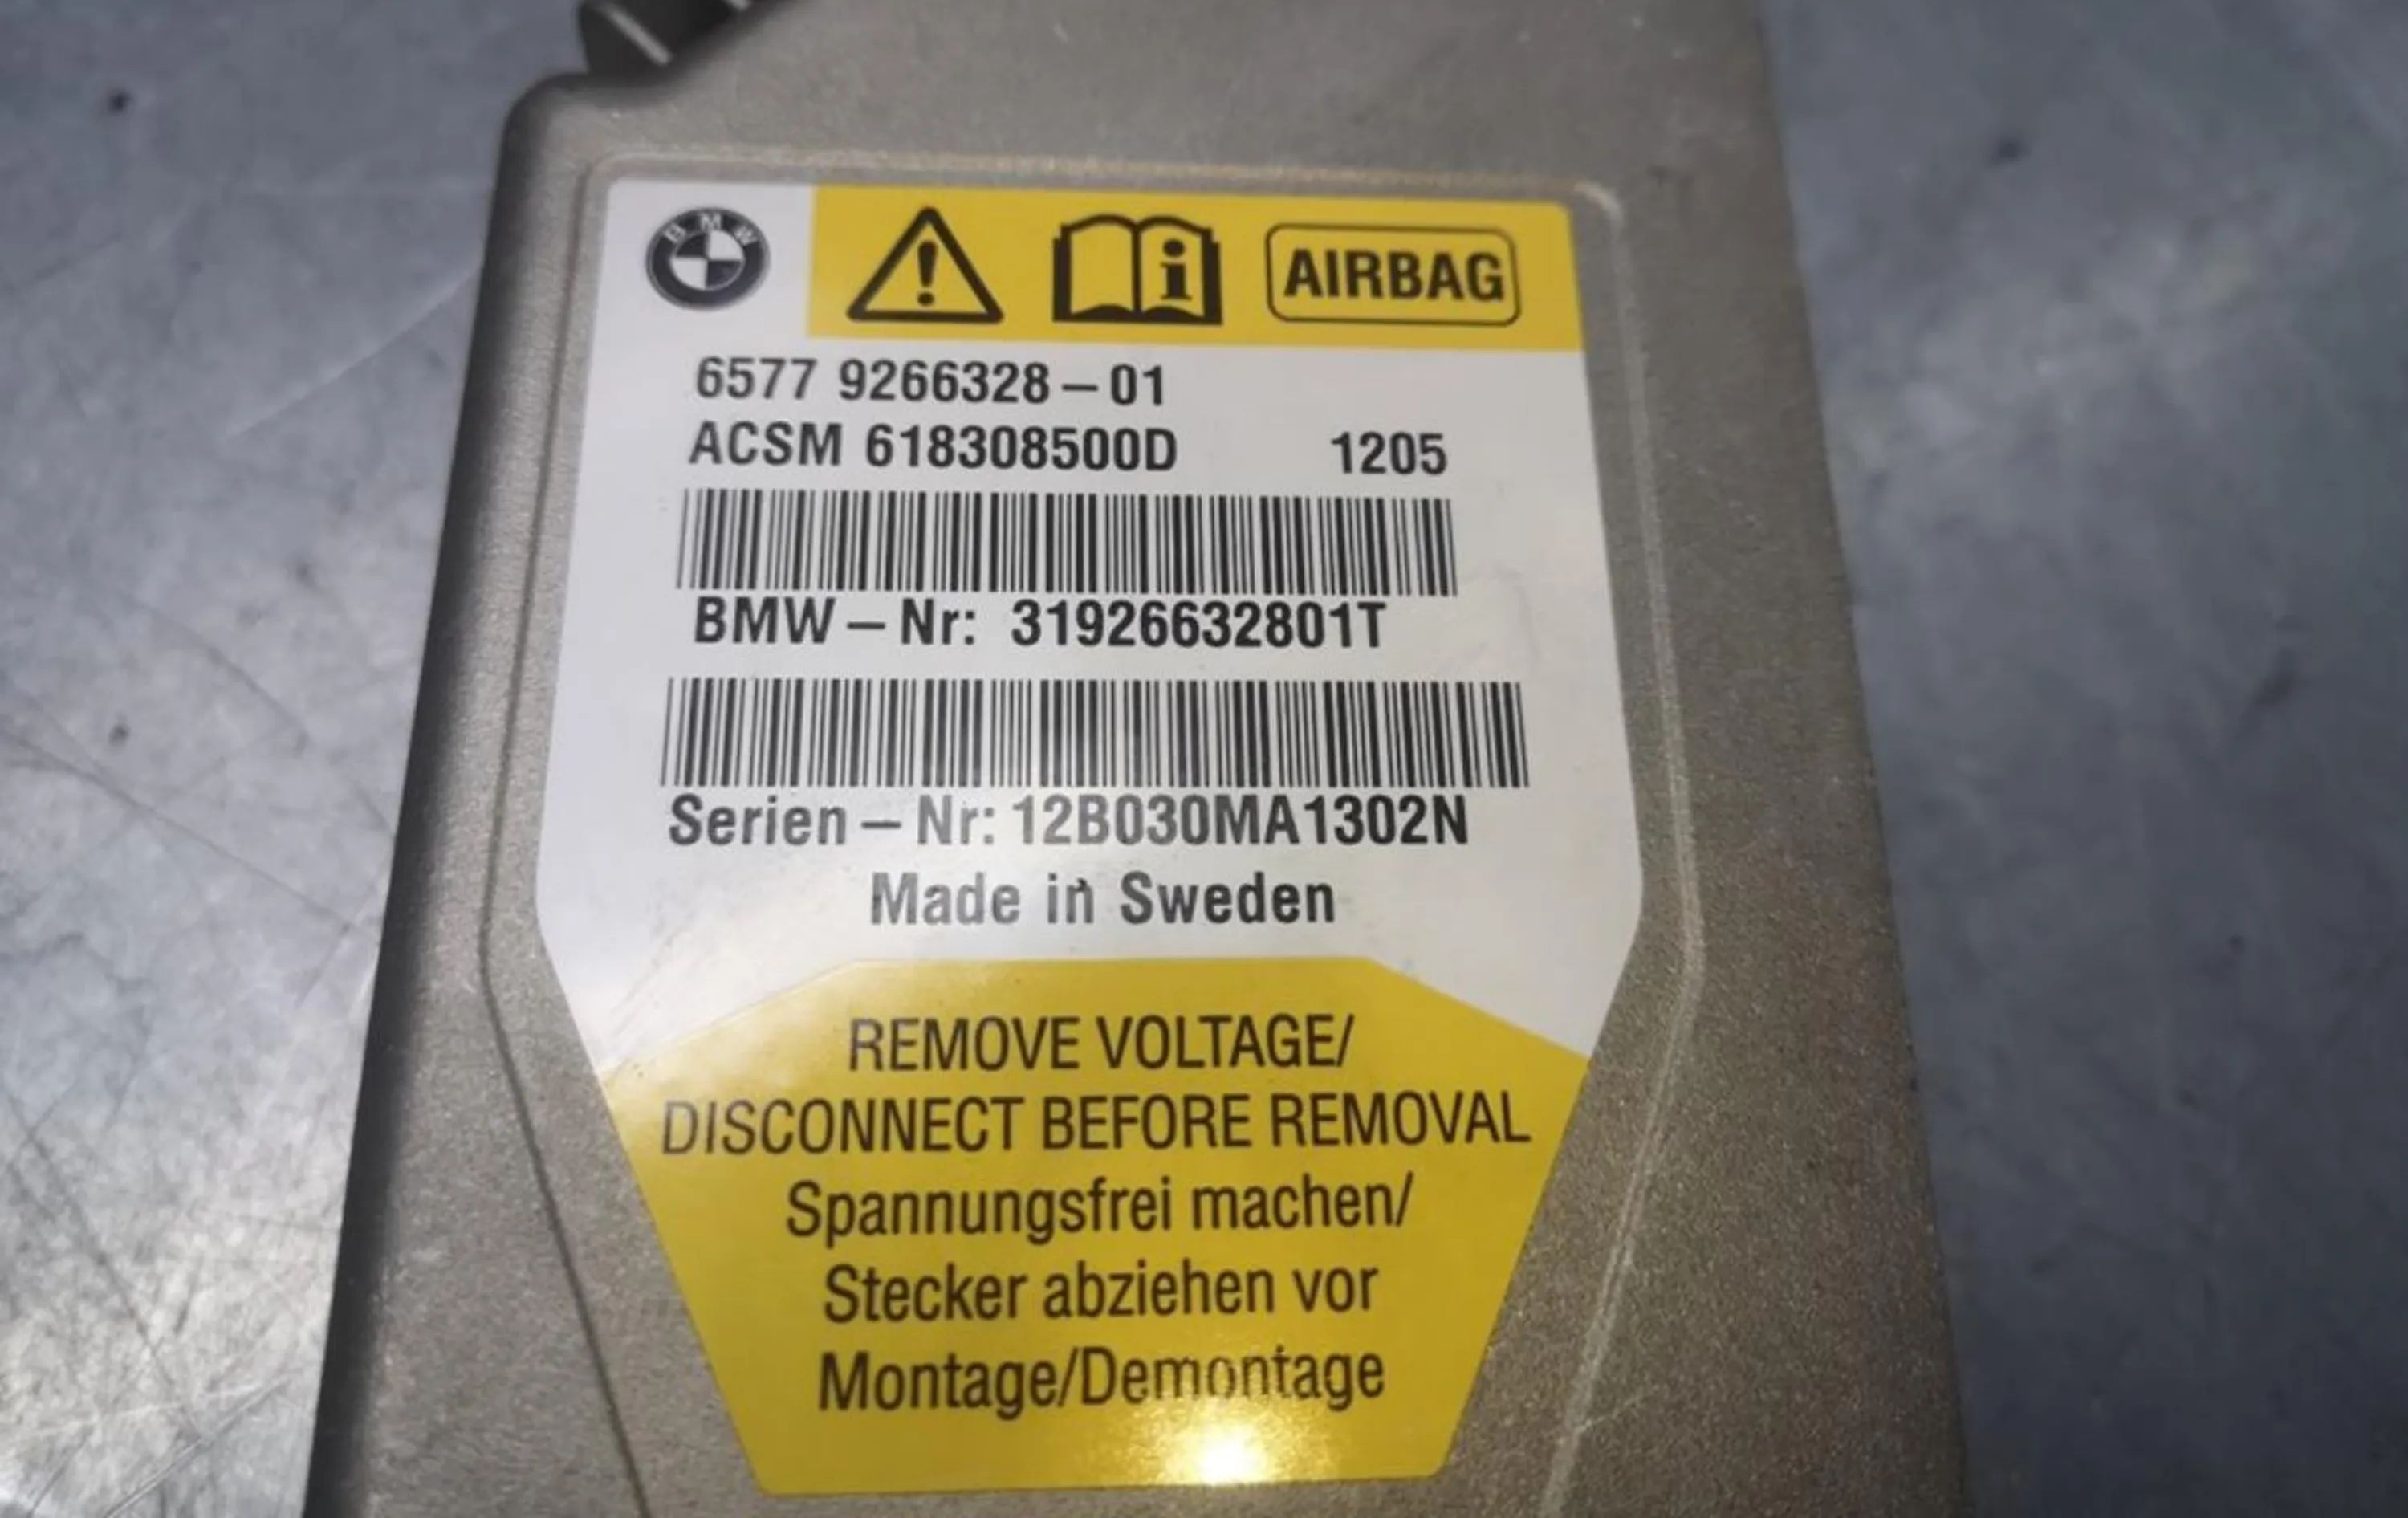 BMW
AIRBAG
6577 9266328-01
ACSM 618308500D 1205
BMW-Nr: 31926632801T
Serien-Nr: 12B030MA1302N
Made in Sweden
REMOVE VOLTAGE/
DISCONNECT BEFORE REMOVAL
Spannungsfrei machen/
Stecker abziehen vor
Montage/Demontage